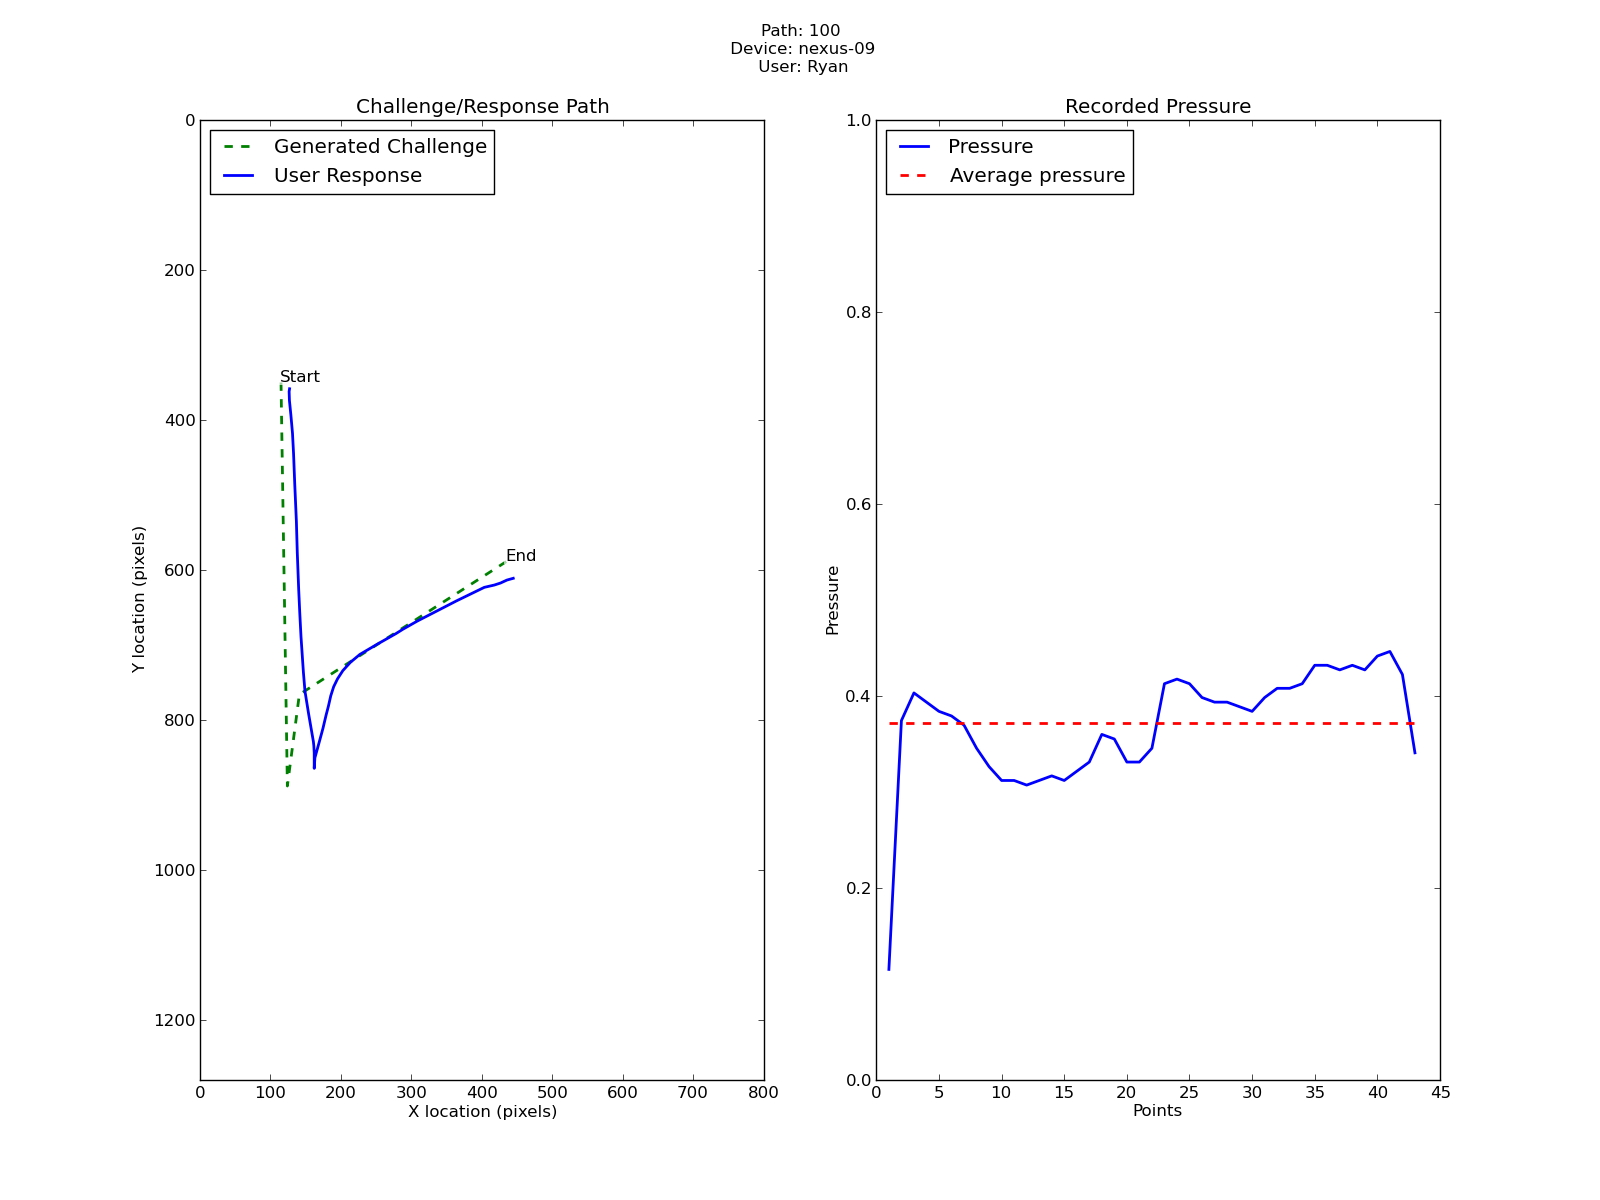 Path: 100
Device: nexus-09
User: Ryan
Challenge/Response Path
Generated Challenge
User Response
Start
End
Y location (pixels)
0
200
400
600
800
1000
1200
0 100 200 300 400 500 600 700 800
X location (pixels)
Recorded Pressure
Pressure
Average pressure
Pressure
1.0
0.8
0.6
0.4
0.2
0.0
0 5 10 15 20 25 30 35 40 45
Points